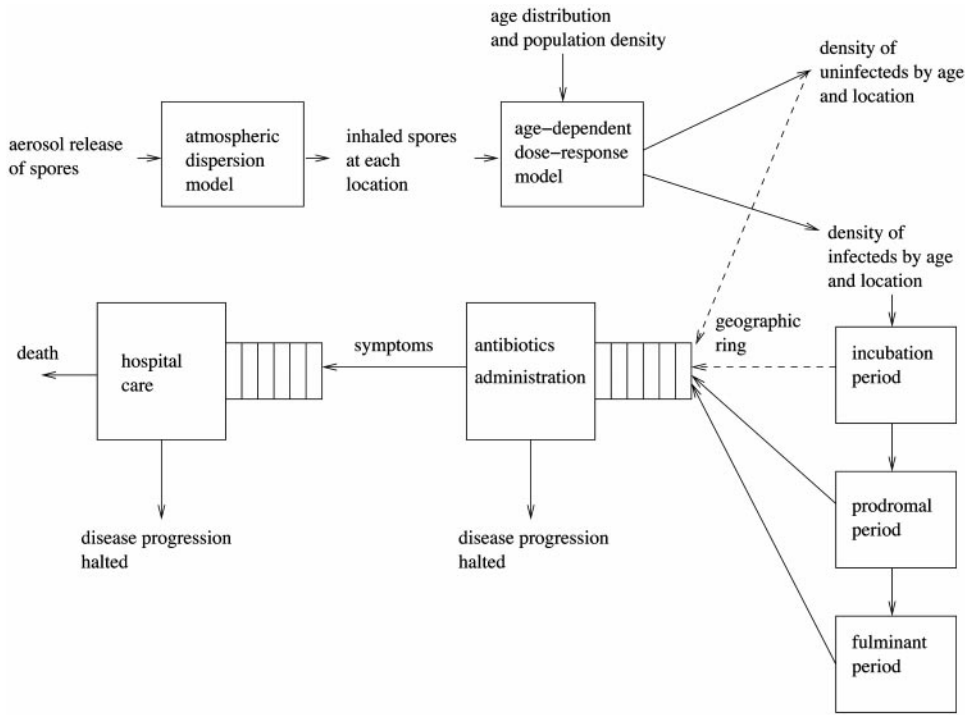 age distribution
and population density
density of
uninfecteds by age
and location
aerosol release
of spores
atmospheric
dispersion
model
inhaled spores
at each
location
age−dependent
dose−response
model
density of
infecteds by age
and location
death
hospital
care
symptoms
antibiotics
administration
geographic
ring
incubation
period
disease progression
halted
disease progression
halted
prodromal
period
fulminant
period